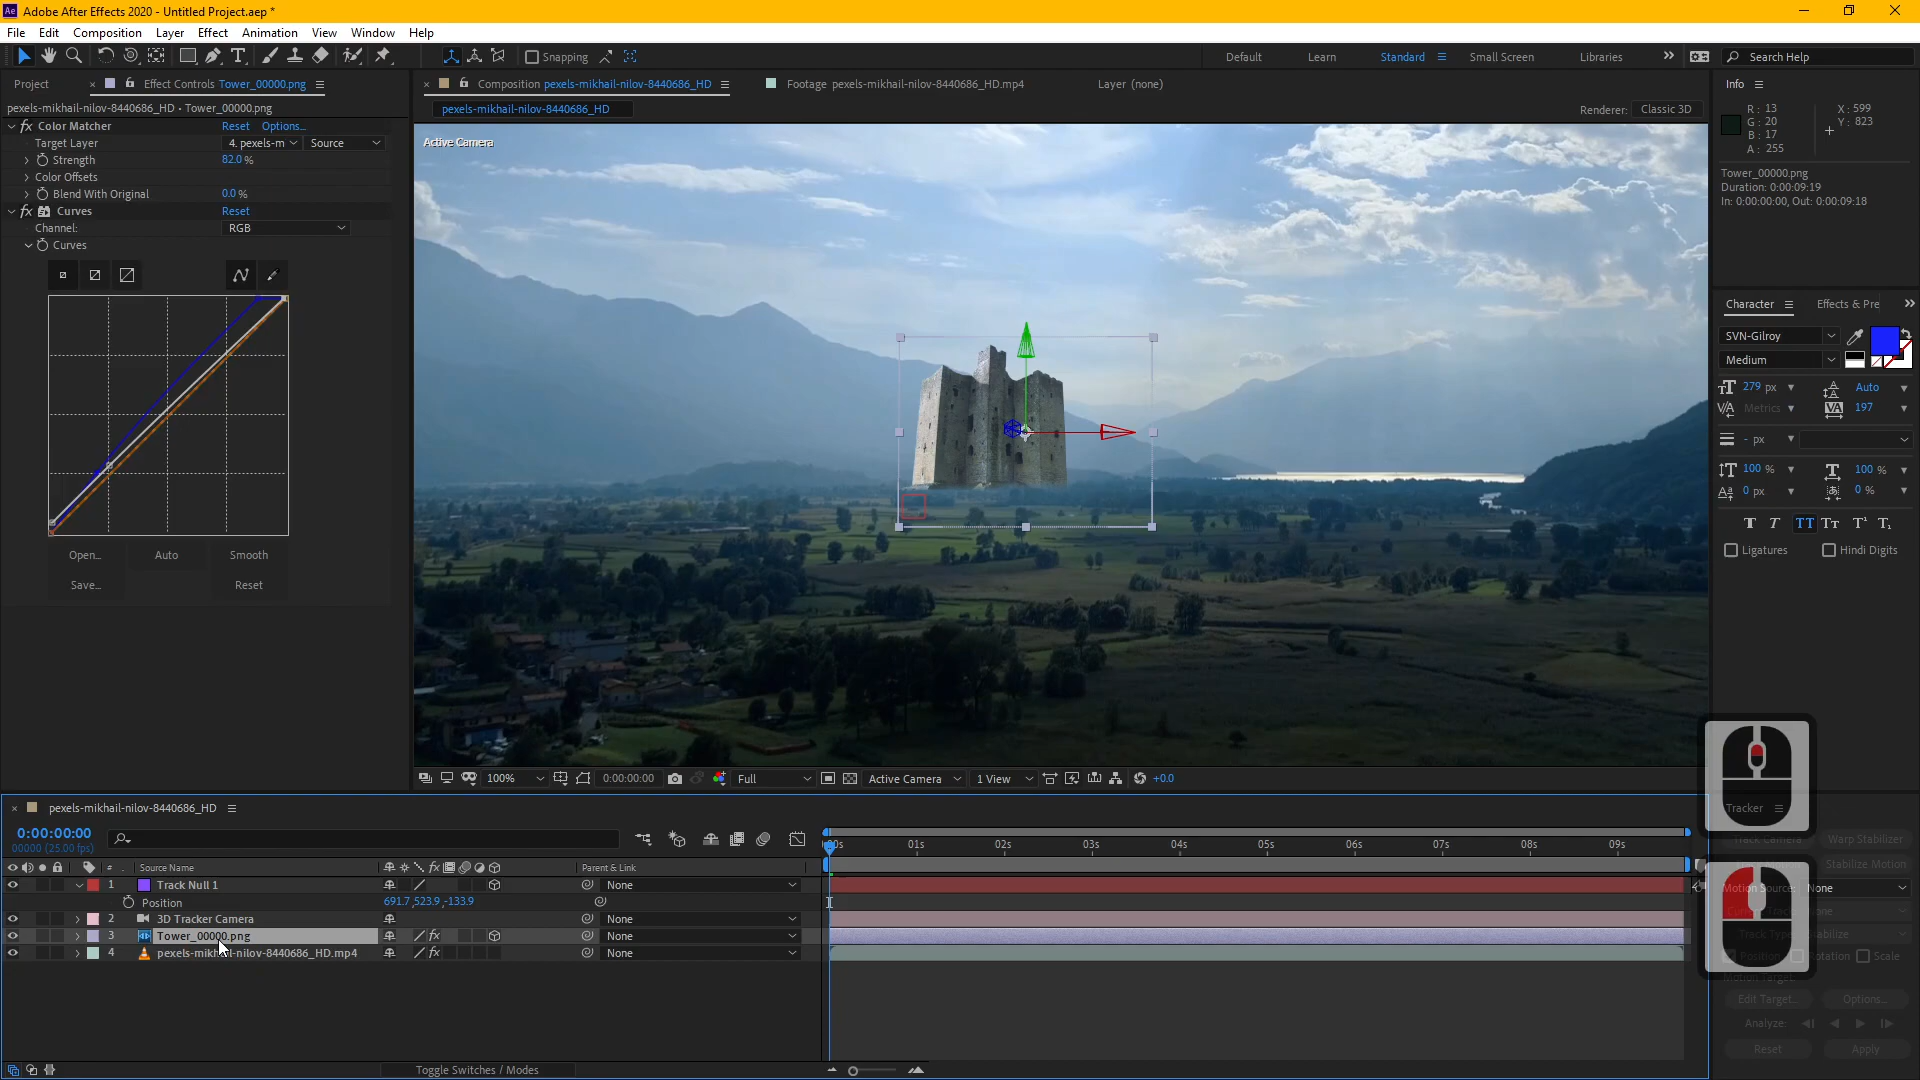 Adobe After Effects 2020 - Untitled Project.aep *
File Edit Composition Layer Effect Animation View Window Help
Snapping
Default Learn Standard Small Screen Libraries
Search Help
Project
Effect Controls Tower_00000.png
pexels-mikhail-nilov-8440686_HD • Tower_00000.png
fx Color Matcher Reset Options...
Target Layer 4. pexels-m Source
Strength 82.0 %
Color Offsets
Blend With Original 0.0 %
fx Curves Reset
Channel: RGB
Curves
Open... Auto Smooth
Save... Reset
Composition pexels-mikhail-nilov-8440686_HD
Footage pexels-mikhail-nilov-8440686_HD.mp4
Layer (none)
pexels-mikhail-nilov-8440686_HD
Renderer: Classic 3D
Active Camera
100% 0:00:00:00 Full Active Camera 1 View +0.0
Info
R : 13 X : 599
G : 20 Y : 823
B : 17
A : 255
Tower_00000.png
Duration: 0:00:09:19
In: 0:00:00:00, Out: 0:00:09:18
Character Effects & Pre
SVN-Gilroy
Medium
279 px Auto
Metrics 197
- px
100 % 100 %
0 px 0 %
Ligatures Hindi Digits
Tracker
Track Camera Warp Stabilizer
Stabilize Motion
Motion Source: None
Position Rotation Scale
Motion Target:
Edit Target... Options...
Analyze:
Reset Apply
pexels-mikhail-nilov-8440686_HD
0:00:00:00
00000 (25.00 fps)
# Source Name Parent & Link
01s 02s 03s 04s 05s 06s 07s 08s 09s
1 Track Null 1 None
Position 691.7,523.9,-133.9
2 3D Tracker Camera None
3 Tower_00000.png fx None
4 pexels-mikhail-nilov-8440686_HD.mp4 fx None
Toggle Switches / Modes